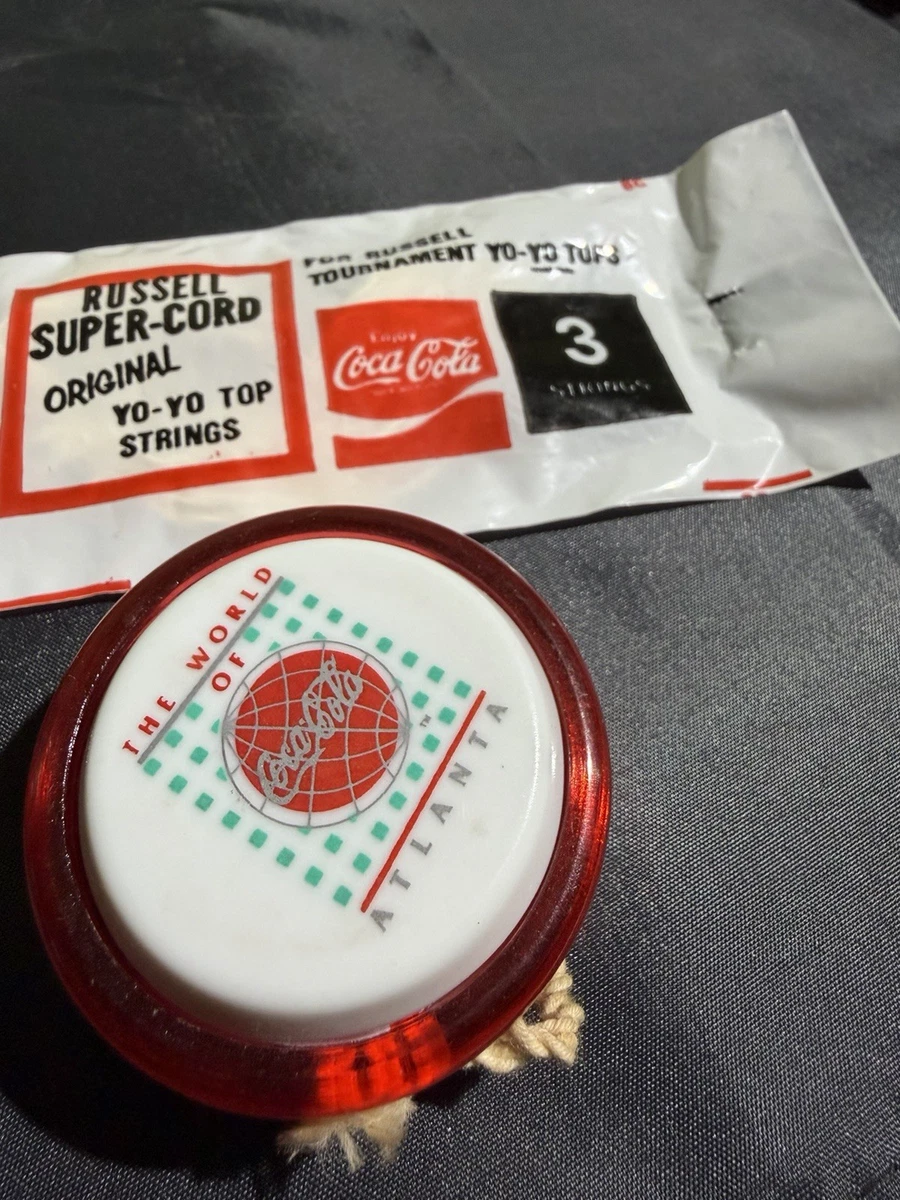 RUSSELL
SUPER-CORD
ORIGINAL
YO-YO TOP
STRINGS
FOR RUSSELL
TOURNAMENT YO-YO TOPS
Enjoy
Coca-Cola
3
STRINGS
THE WORLD
OF
Coca-Cola
TM
ATLANTA